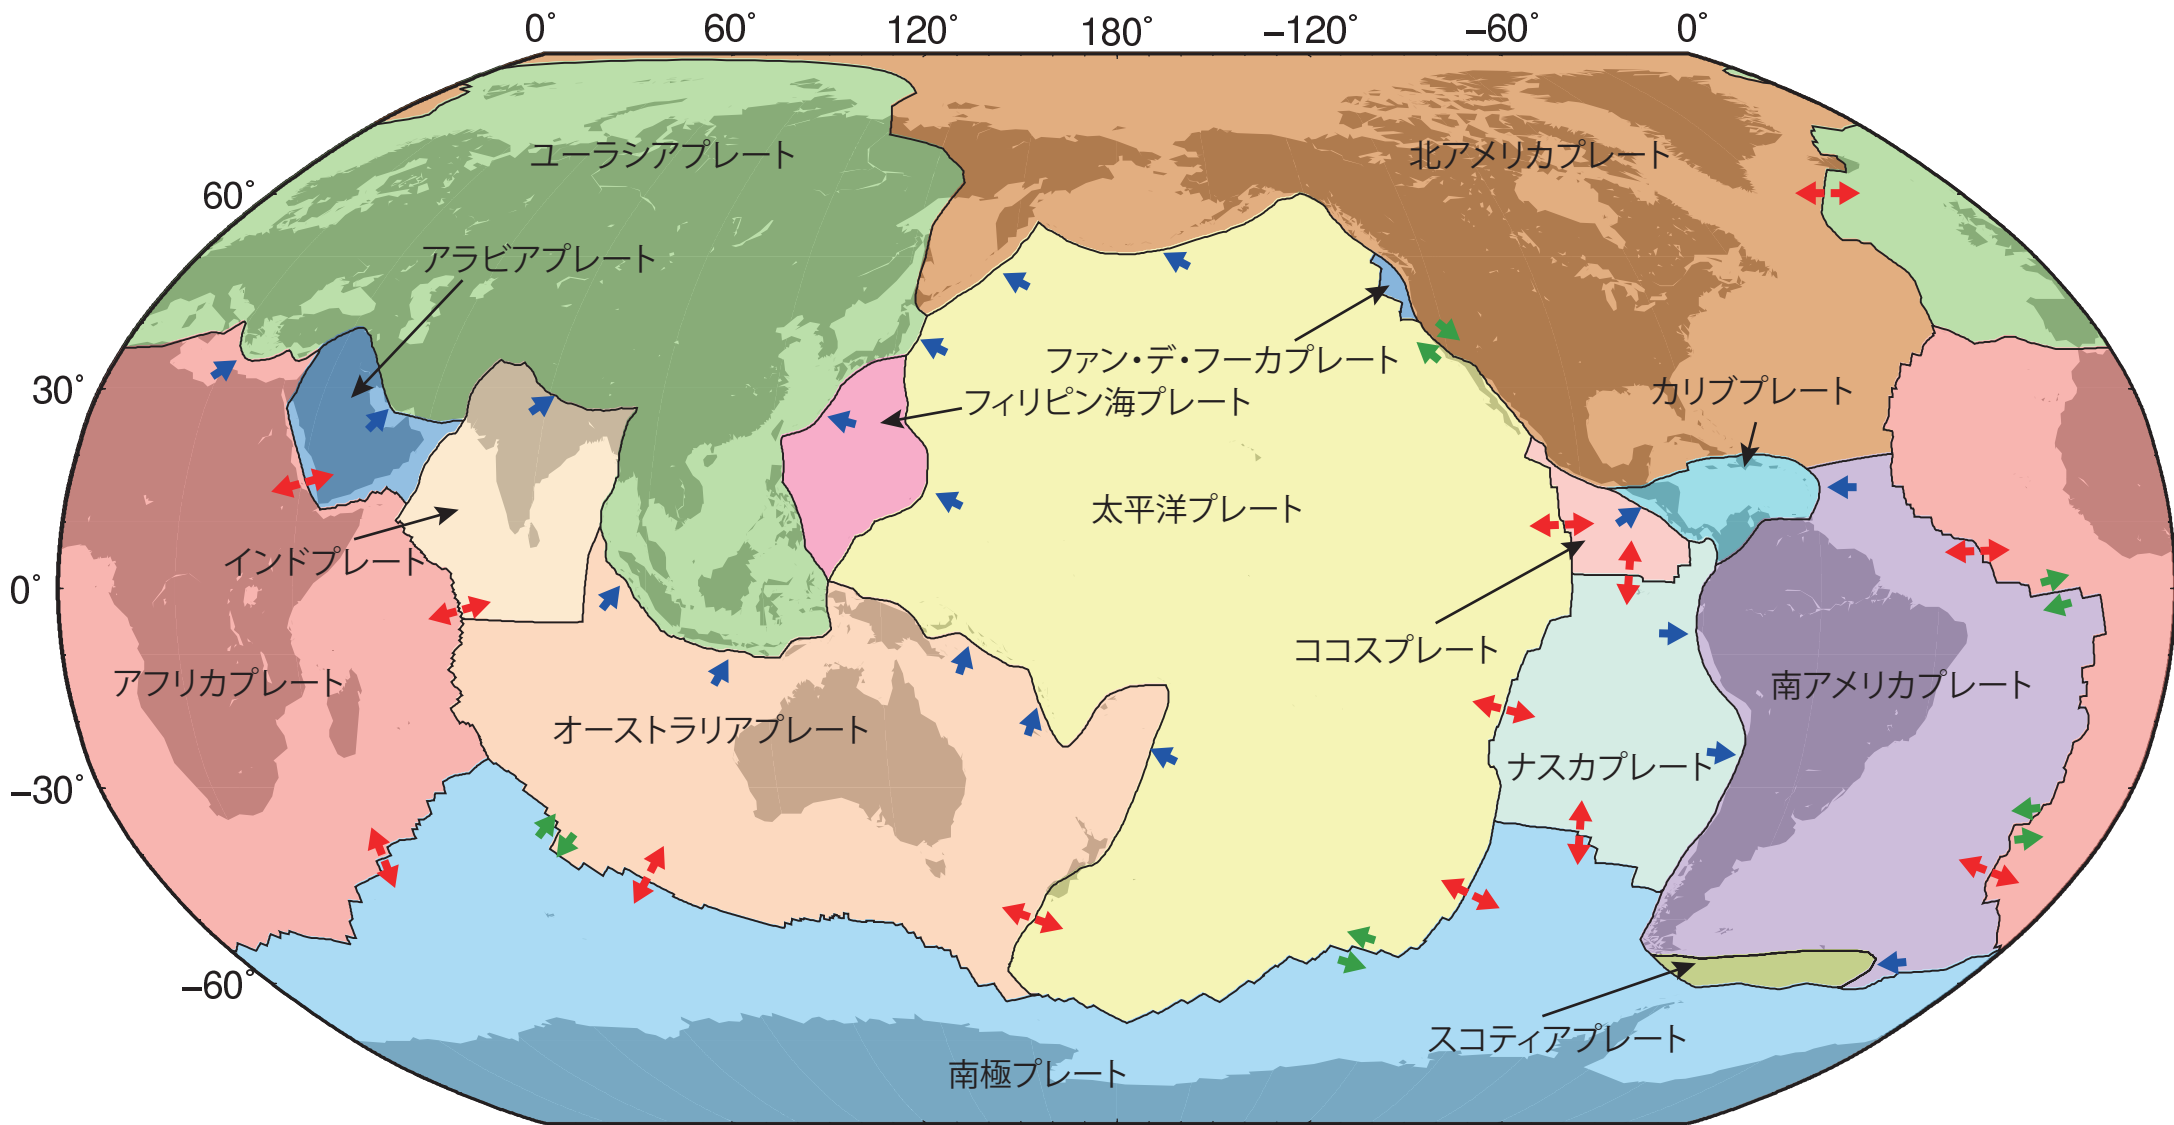 0° 60° 120° 180° −120° −60° 0°
ユーラシアプレート
北アメリカプレート
60°
アラビアプレート
ファン・デ・フーカプレート
30°
カリブプレート
フィリピン海プレート
太平洋プレート
インドプレート
0°
ココスプレート
アフリカプレート
南アメリカプレート
オーストラリアプレート
ナスカプレート
−30°
−60°
スコティアプレート
南極プレート